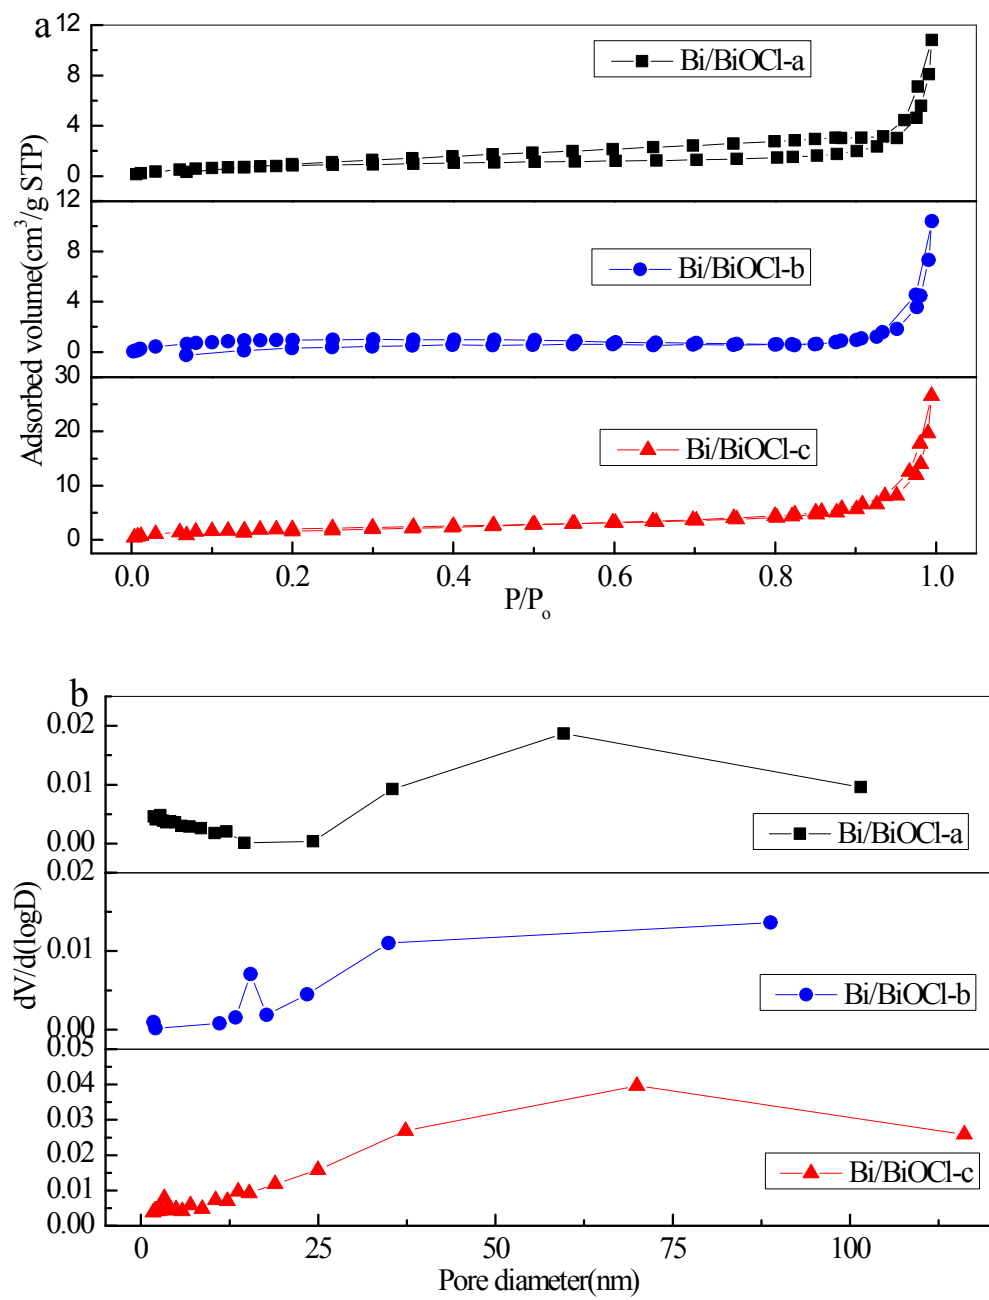 a
12
8
4
0
Bi/BiOCl-a
12
8
4
0
Bi/BiOCl-b
30
20
10
0
Bi/BiOCl-c
Adsorbed volume(cm³/g STP)
0.0 0.2 0.4 0.6 0.8 1.0
P/Pₒ
b
0.02
0.01
0.00
Bi/BiOCl-a
0.02
0.01
0.00
Bi/BiOCl-b
0.05
0.04
0.03
0.02
0.01
0.00
Bi/BiOCl-c
dV/d(logD)
0 25 50 75 100
Pore diameter(nm)